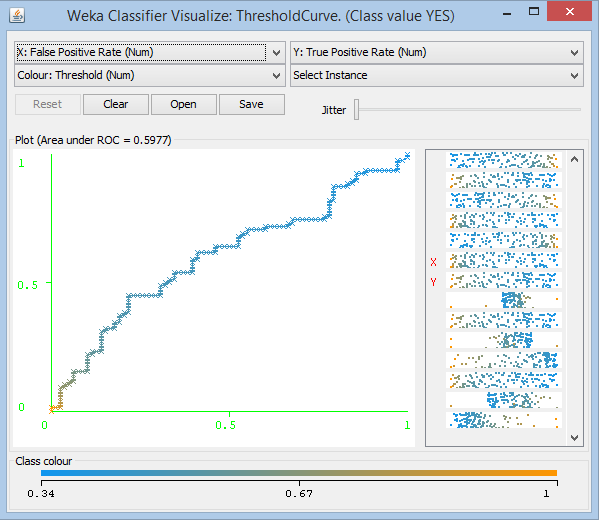 Weka Classifier Visualize: ThresholdCurve. (Class value YES)
X: False Positive Rate (Num) Y: True Positive Rate (Num)
Colour: Threshold (Num) Select Instance
Reset Clear Open Save Jitter
Plot (Area under ROC = 0.5977)
1
X
Y
0.5
0
0 0.5 1
Class colour
0.34 0.67 1